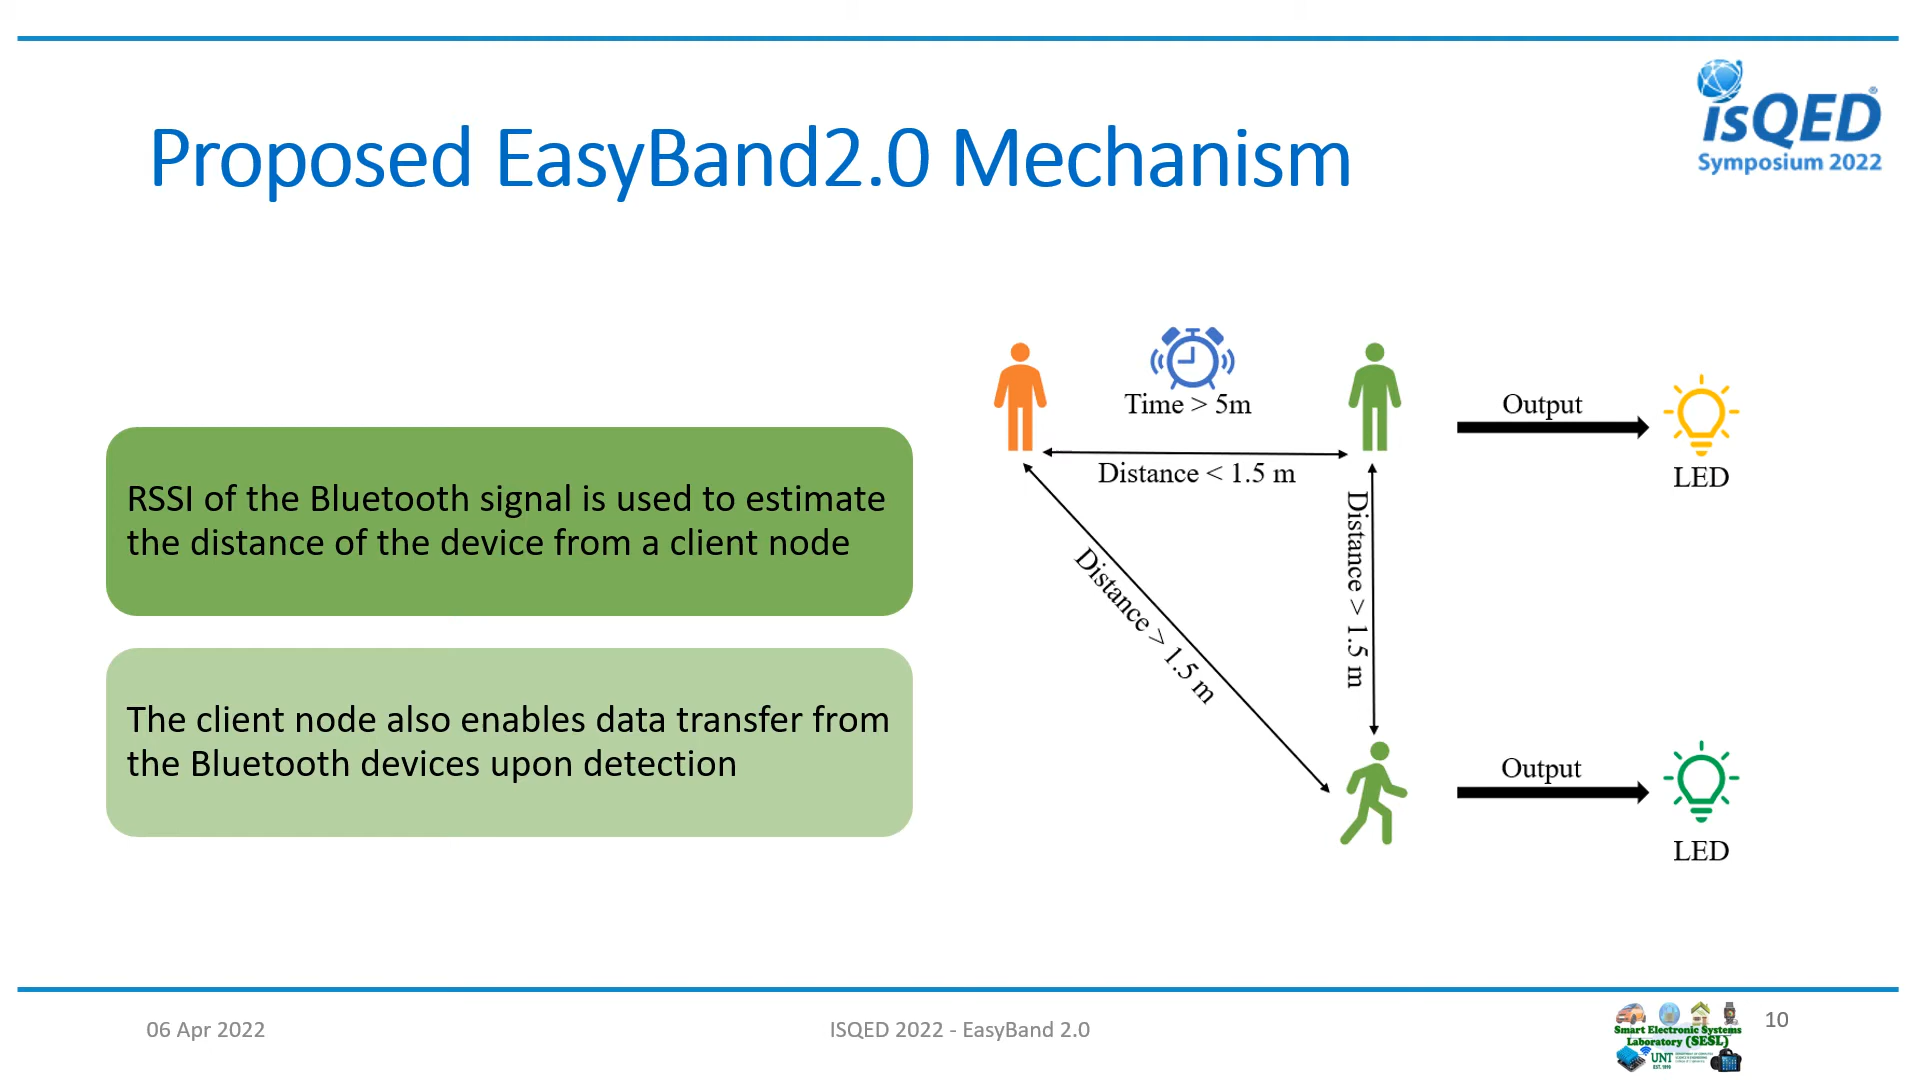 isQED®
Symposium 2022
Proposed EasyBand2.0 Mechanism
RSSI of the Bluetooth signal is used to estimate
the distance of the device from a client node
The client node also enables data transfer from
the Bluetooth devices upon detection
Time > 5m
Distance < 1.5 m
Distance > 1.5 m
Distance > 1.5 m
Output
LED
Output
LED
06 Apr 2022
ISQED 2022 - EasyBand 2.0
Smart Electronic Systems
Laboratory (SESL)
UNT
EST. 1890
10